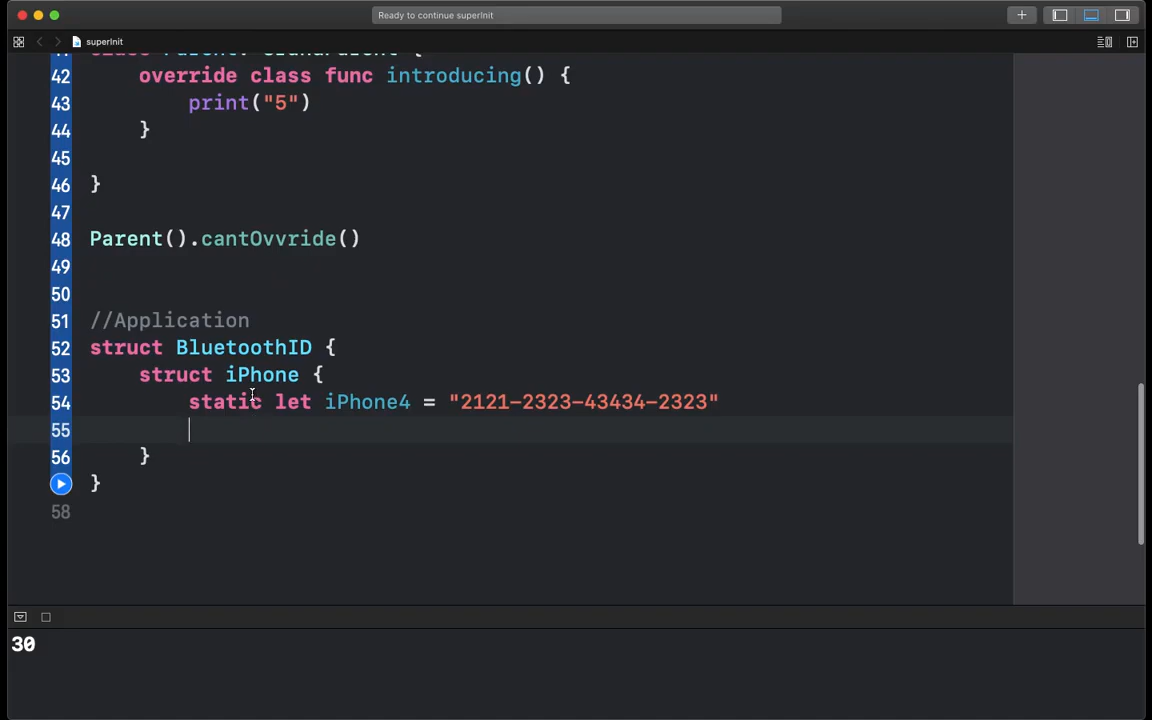 Ready to continue superInit
superInit
42 override class func introducing() {
43 print("5")
44 }
45
46 }
47
48 Parent().cantOvvride()
49
50
51 //Application
52 struct BluetoothID {
53 struct iPhone {
54 static let iPhone4 = "2121-2323-43434-2323"
55
56 }
}
58
30